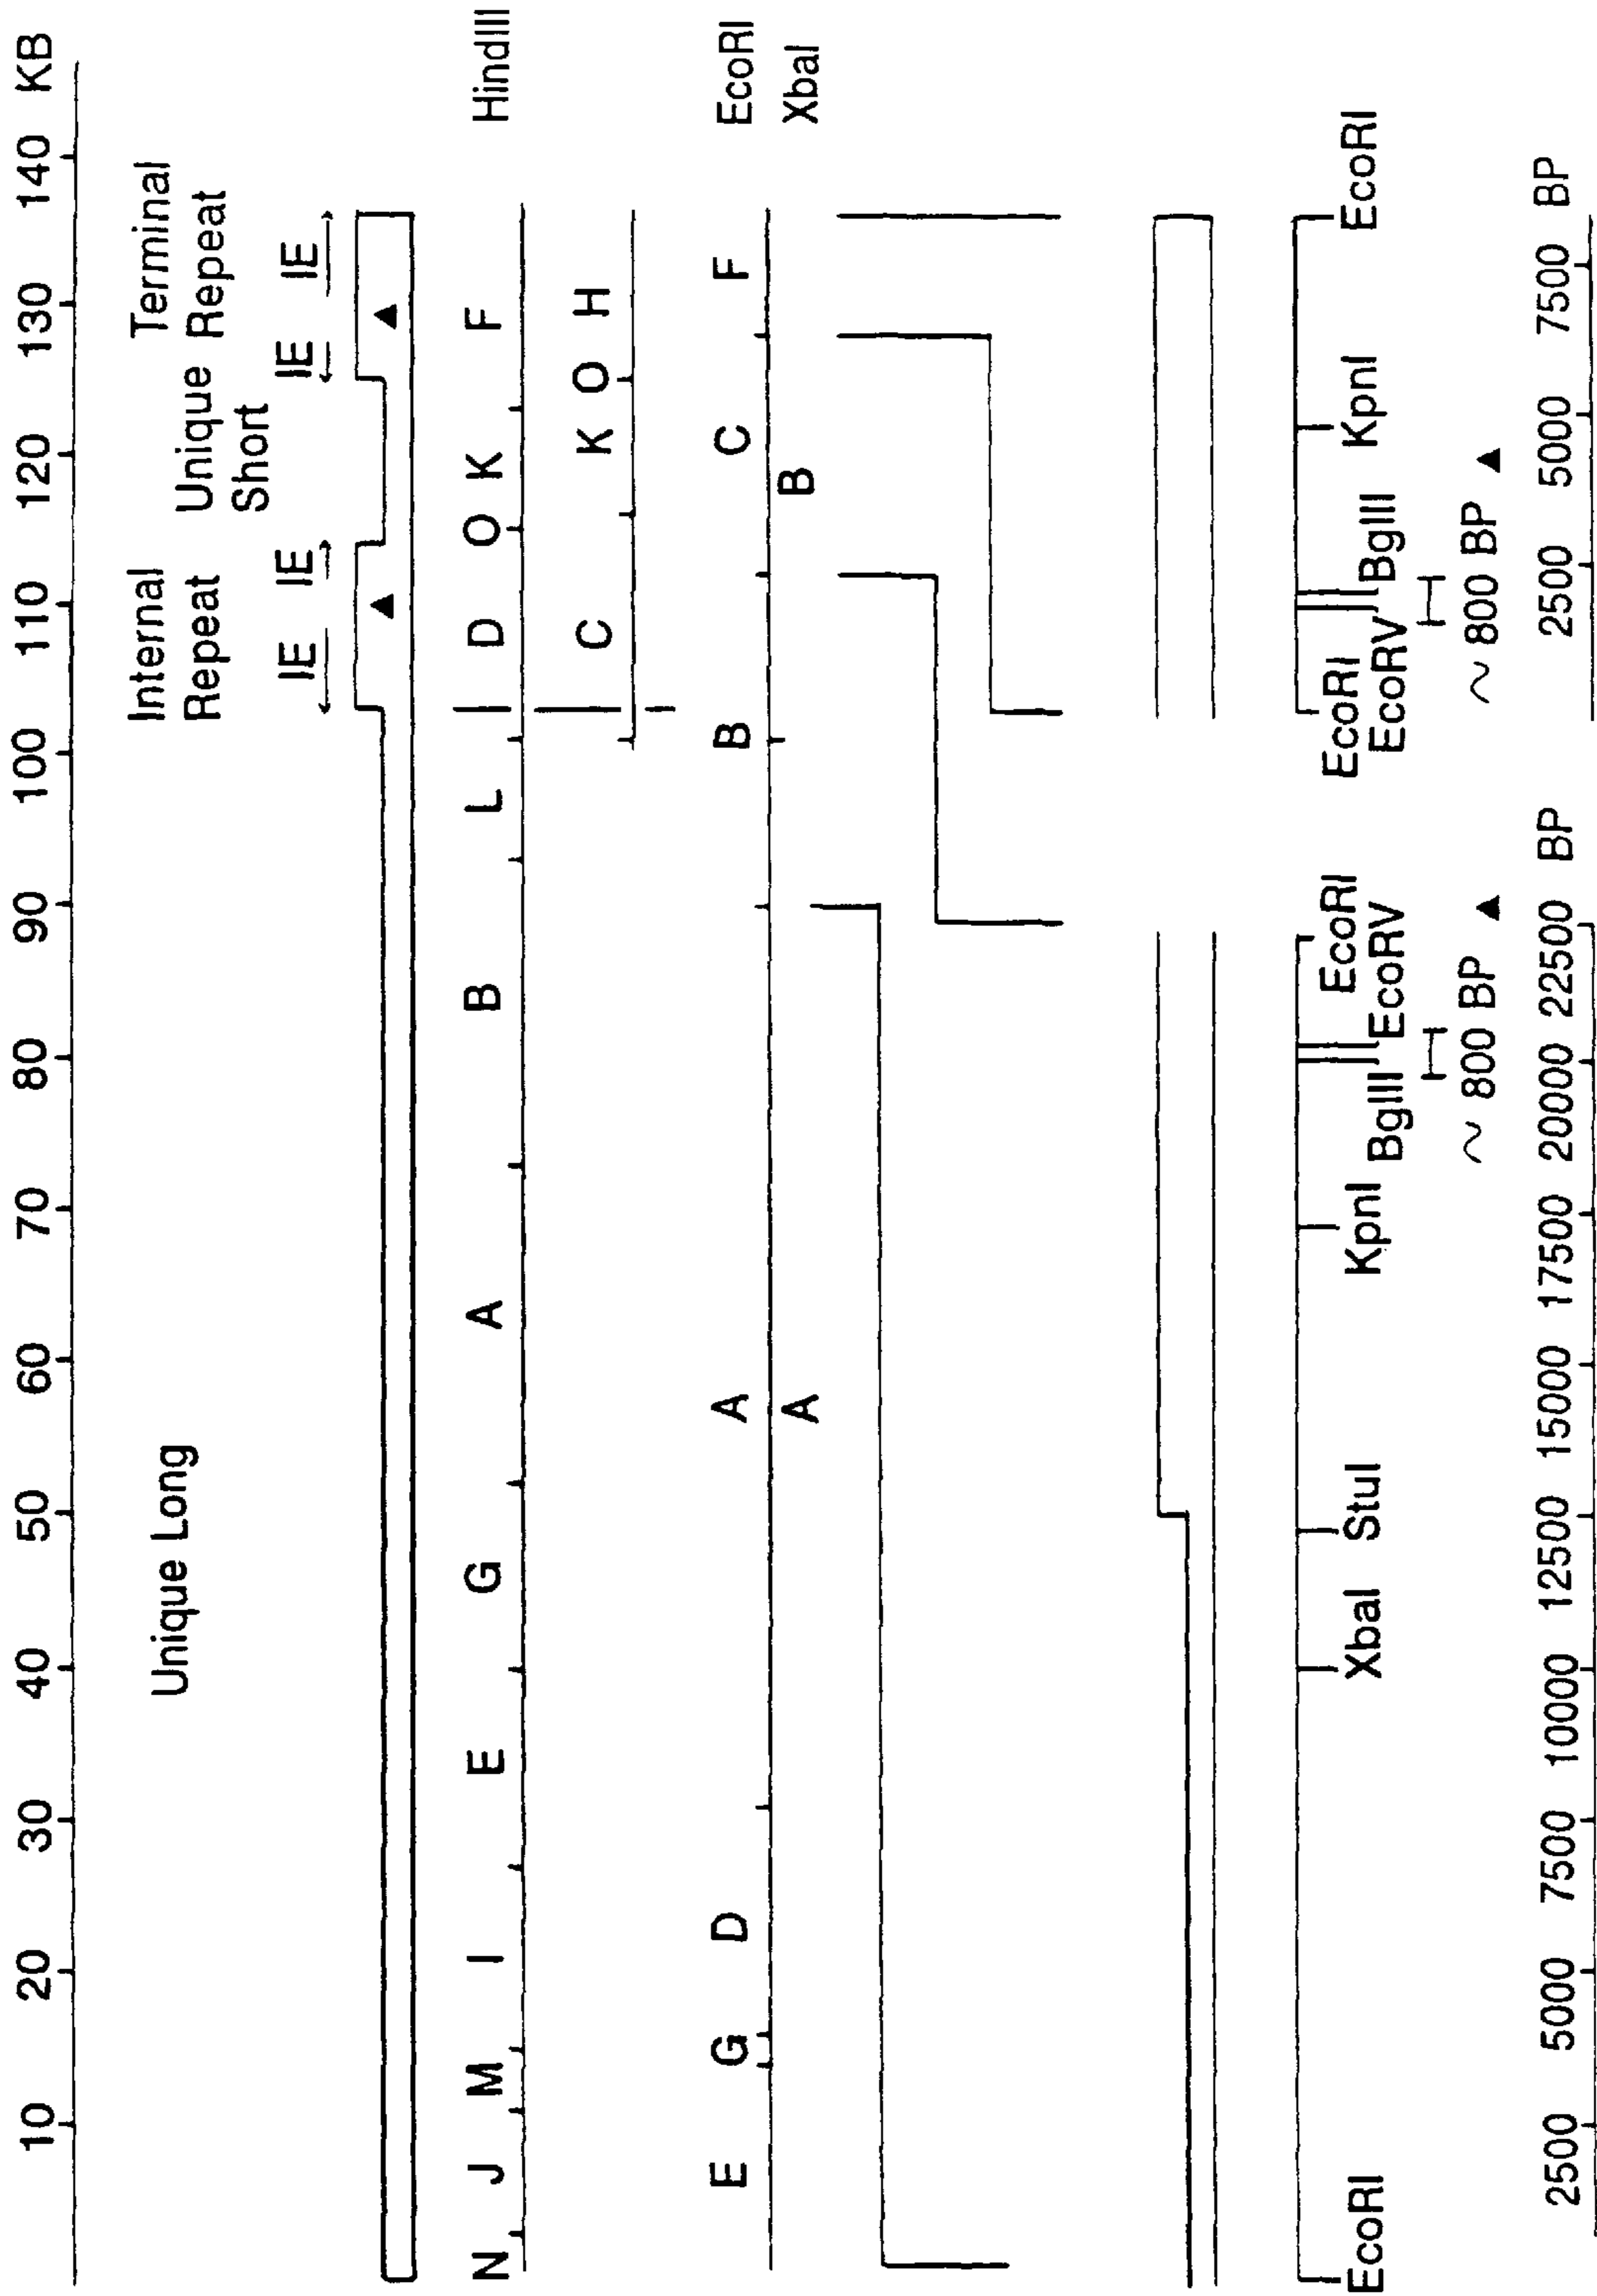 10 20 30 40 50 60 70 80 90 100 110 120 130 140 KB
Unique Long
Internal Repeat
Unique Short
Terminal Repeat
IE IE IE IE
▲ ▲
N J M I E G A B L D O K F HindIII
C K O H
E G D A B C F EcoRI
A B XbaI
EcoRI XbaI StuI KpnI BglII EcoRV EcoRI
~ 800 BP ▲
2500 5000 7500 10000 12500 15000 17500 20000 22500 BP
EcoRI EcoRV BglII KpnI EcoRI
~ 800 BP ▲
2500 5000 7500 BP